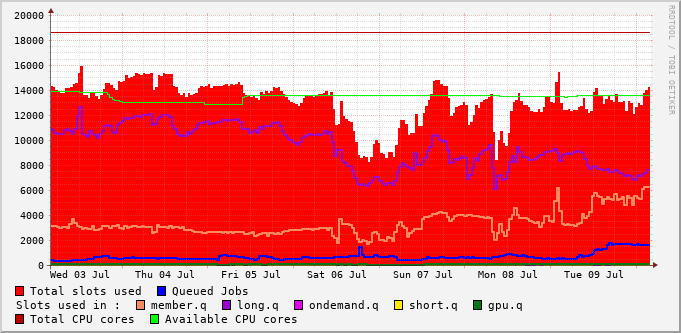 20000
18000
16000
14000
12000
10000
8000
6000
4000
2000
0
Wed 03 Jul Thu 04 Jul Fri 05 Jul Sat 06 Jul Sun 07 Jul Mon 08 Jul Tue 09 Jul
Total slots used Queued Jobs
Slots used in : member.q long.q ondemand.q short.q gpu.q
Total CPU cores Available CPU cores
RRDTOOL / TOBI OETIKER